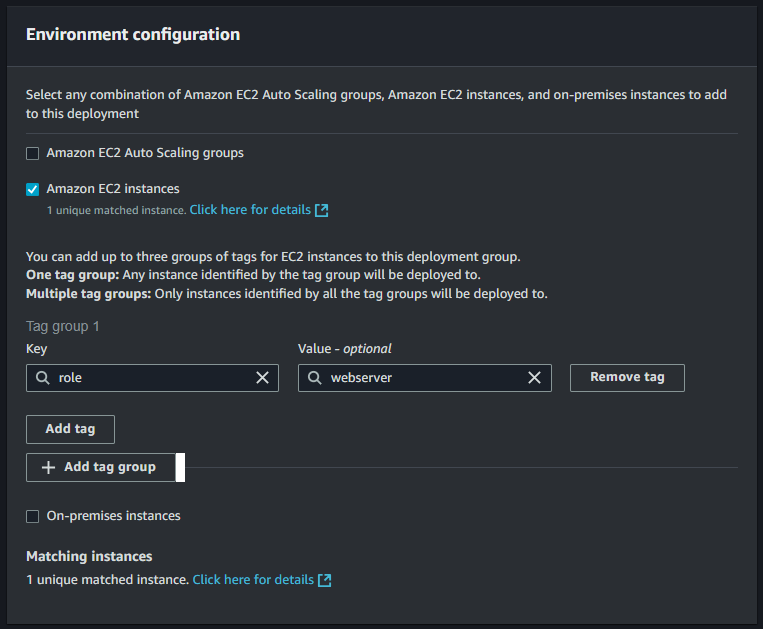 Environment configuration
Select any combination of Amazon EC2 Auto Scaling groups, Amazon EC2 instances, and on-premises instances to add
to this deployment
Amazon EC2 Auto Scaling groups
Amazon EC2 instances
1 unique matched instance. Click here for details
You can add up to three groups of tags for EC2 instances to this deployment group.
One tag group: Any instance identified by the tag group will be deployed to.
Multiple tag groups: Only instances identified by all the tag groups will be deployed to.
Tag group 1
Key Value - optional
role webserver Remove tag
Add tag
+ Add tag group
On-premises instances
Matching instances
1 unique matched instance. Click here for details